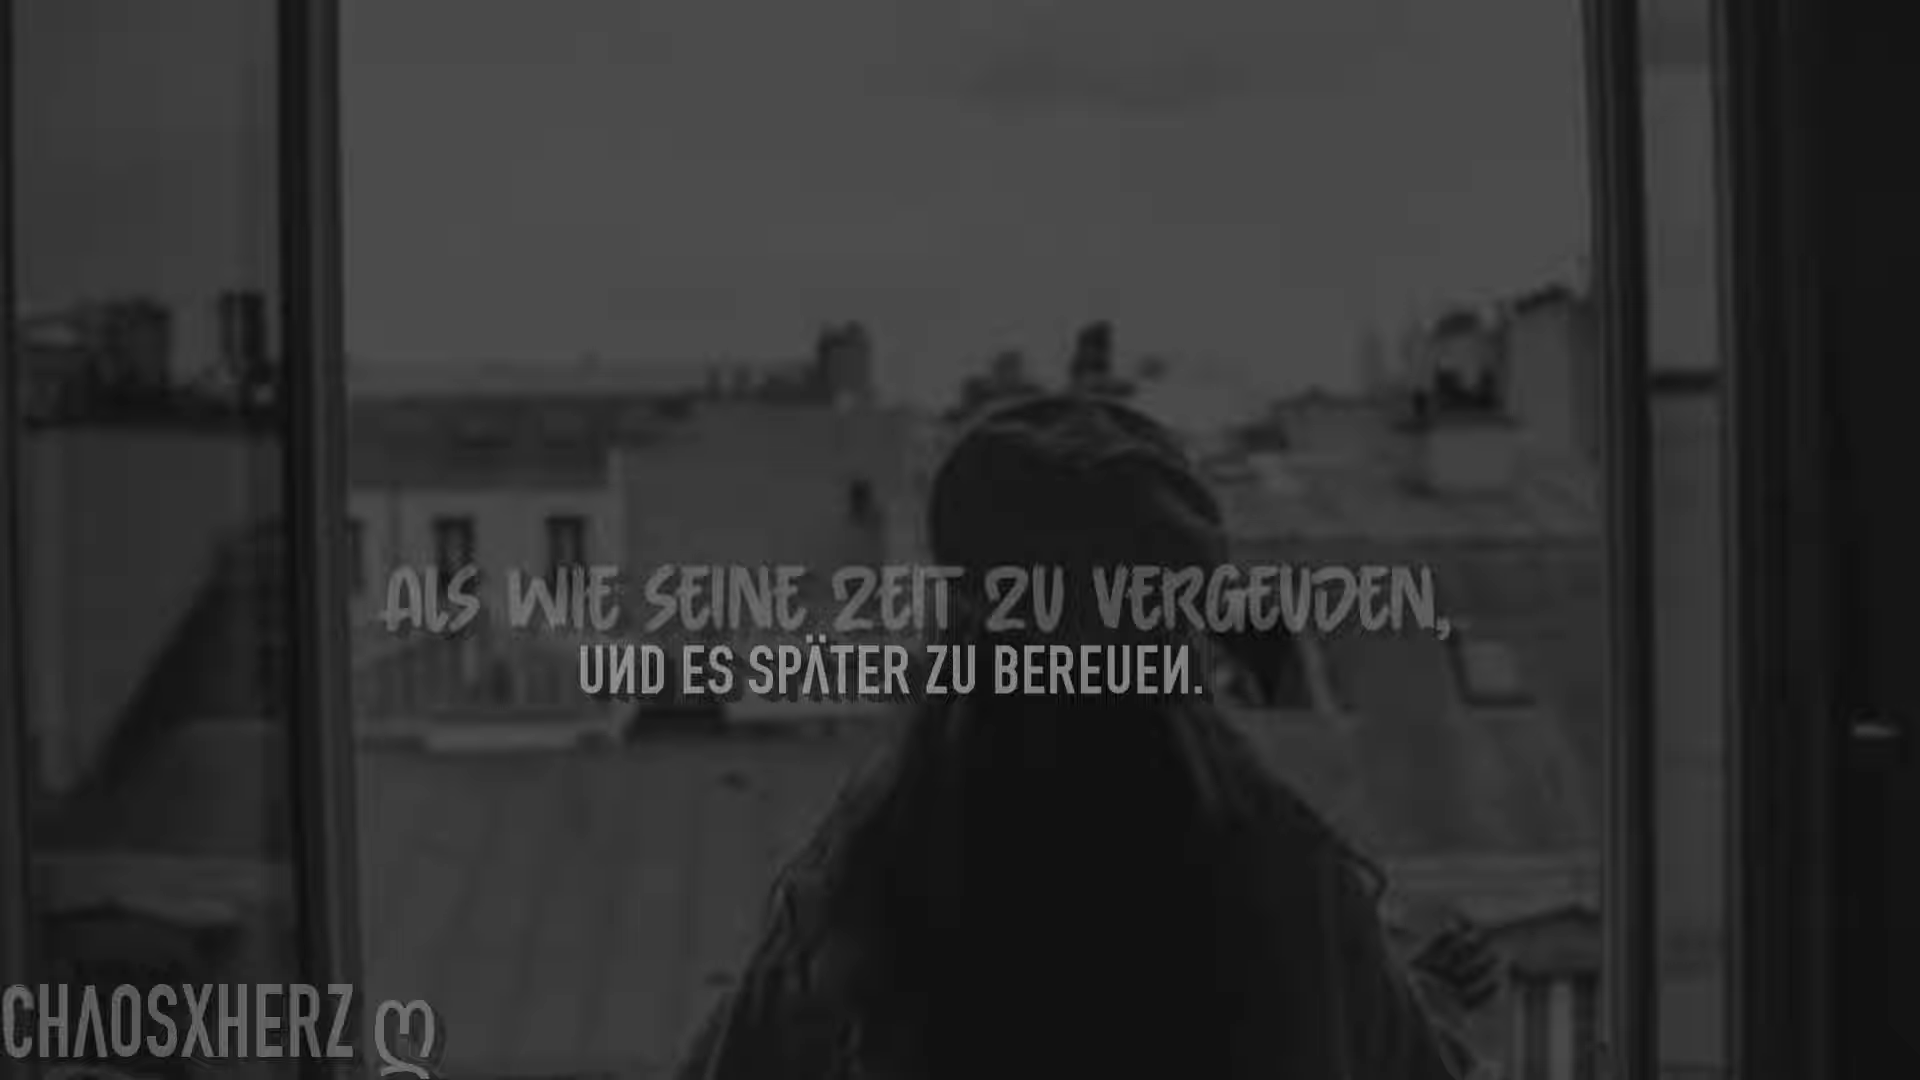 ALS WIE SEINE ZEIT ZU VERGEUDEN,
UND ES SPÄTER ZU BEREUEN.
CHAOSXHERZ ღ